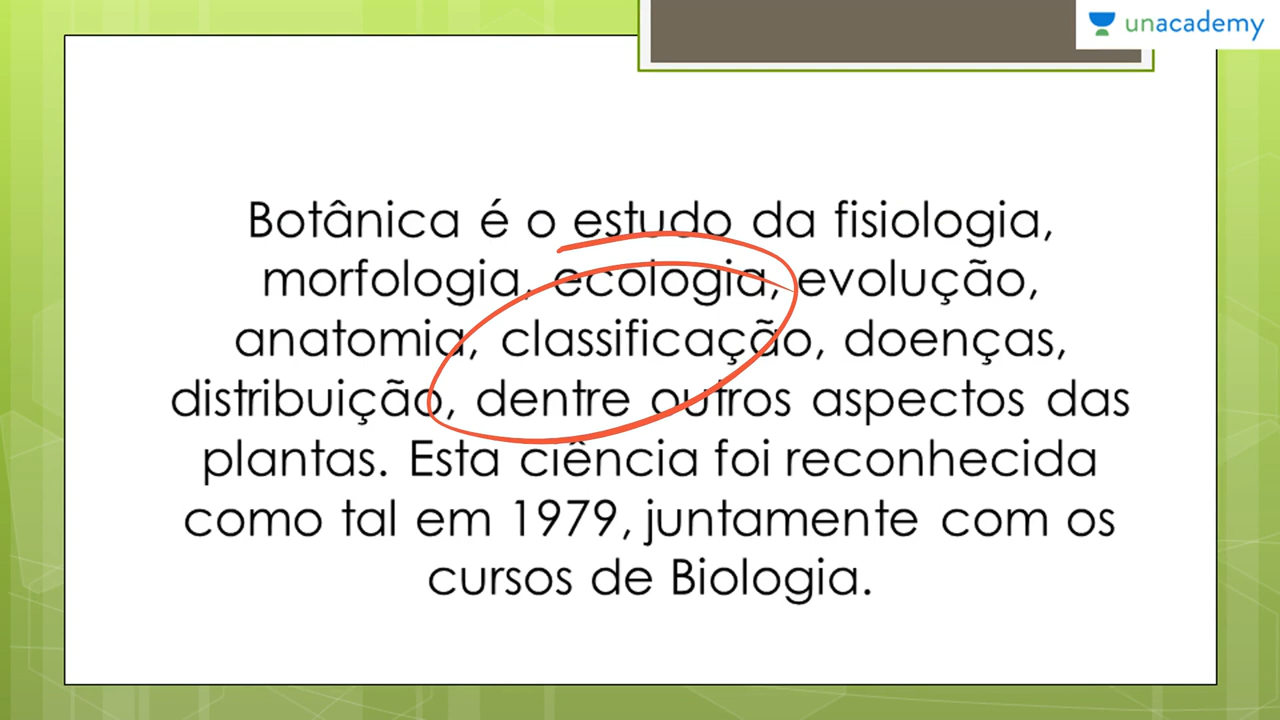 unacademy
Botânica é o estudo da fisiologia,
morfologia, ecologia, evolução,
anatomia, classificação, doenças,
distribuição, dentre outros aspectos das
plantas. Esta ciência foi reconhecida
como tal em 1979, juntamente com os
cursos de Biologia.